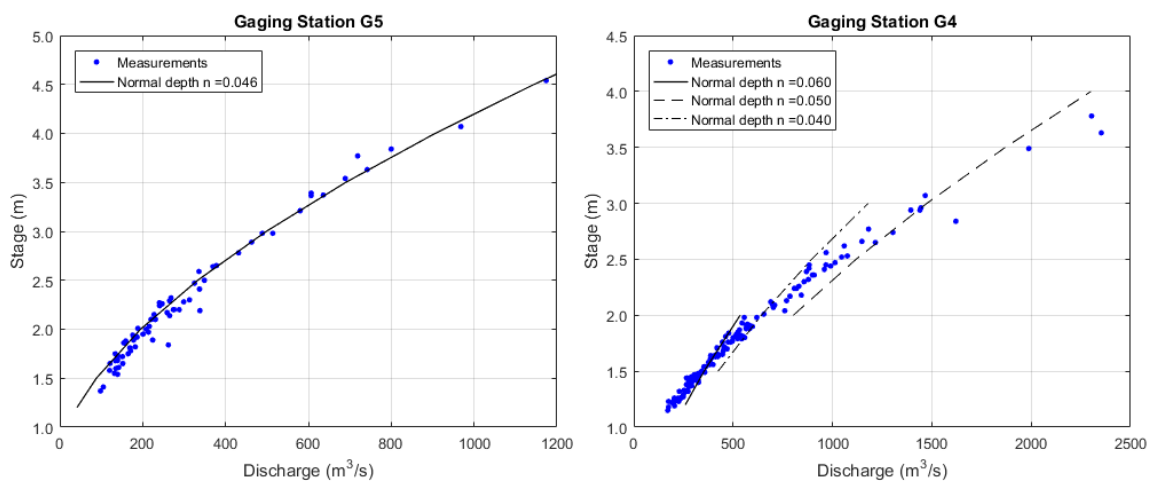 Gaging Station G5
5.0
4.5
4.0
3.5
3.0
2.5
2.0
1.5
1.0
Stage (m)
Measurements
Normal depth n =0.046
0 200 400 600 800 1000 1200
Discharge (m³/s)
Gaging Station G4
4.5
4.0
3.5
3.0
2.5
2.0
1.5
1.0
Stage (m)
Measurements
Normal depth n =0.060
Normal depth n =0.050
Normal depth n =0.040
0 500 1000 1500 2000 2500
Discharge (m³/s)